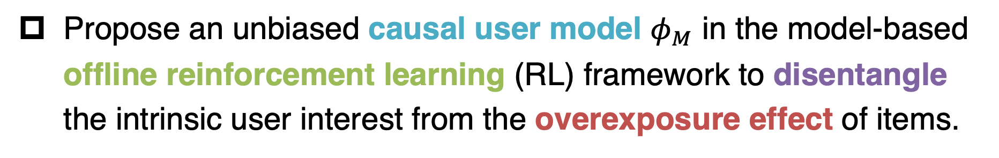 Propose an unbiased causal user model ϕ_M in the model-based
offline reinforcement learning (RL) framework to disentangle
the intrinsic user interest from the overexposure effect of items.